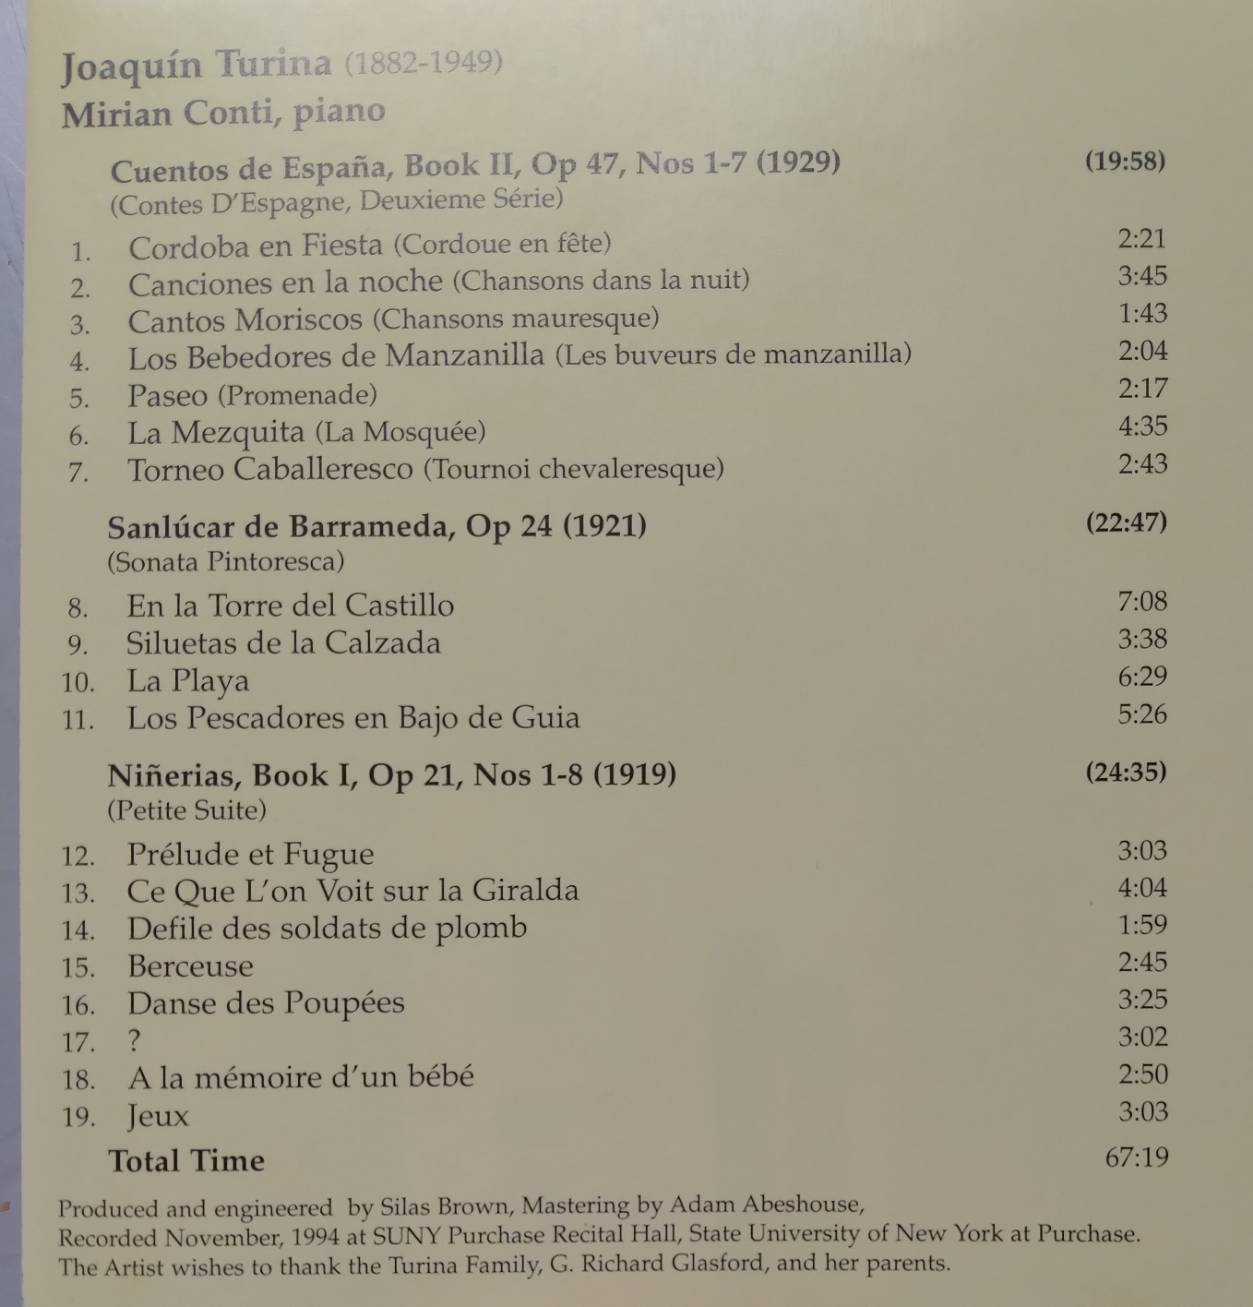 Joaquín Turina (1882-1949)
Mirian Conti, piano
Cuentos de España, Book II, Op 47, Nos 1-7 (1929) (19:58)
(Contes D'Espagne, Deuxieme Série)
1. Cordoba en Fiesta (Cordoue en fête) 2:21
2. Canciones en la noche (Chansons dans la nuit) 3:45
3. Cantos Moriscos (Chansons mauresque) 1:43
4. Los Bebedores de Manzanilla (Les buveurs de manzanilla) 2:04
5. Paseo (Promenade) 2:17
6. La Mezquita (La Mosquée) 4:35
7. Torneo Caballeresco (Tournoi chevaleresque) 2:43
Sanlúcar de Barrameda, Op 24 (1921) (22:47)
(Sonata Pintoresca)
8. En la Torre del Castillo 7:08
9. Siluetas de la Calzada 3:38
10. La Playa 6:29
11. Los Pescadores en Bajo de Guia 5:26
Niñerias, Book I, Op 21, Nos 1-8 (1919) (24:35)
(Petite Suite)
12. Prélude et Fugue 3:03
13. Ce Que L'on Voit sur la Giralda 4:04
14. Defile des soldats de plomb 1:59
15. Berceuse 2:45
16. Danse des Poupées 3:25
17. ? 3:02
18. A la mémoire d'un bébé 2:50
19. Jeux 3:03
Total Time 67:19
Produced and engineered by Silas Brown, Mastering by Adam Abeshouse,
Recorded November, 1994 at SUNY Purchase Recital Hall, State University of New York at Purchase.
The Artist wishes to thank the Turina Family, G. Richard Glasford, and her parents.